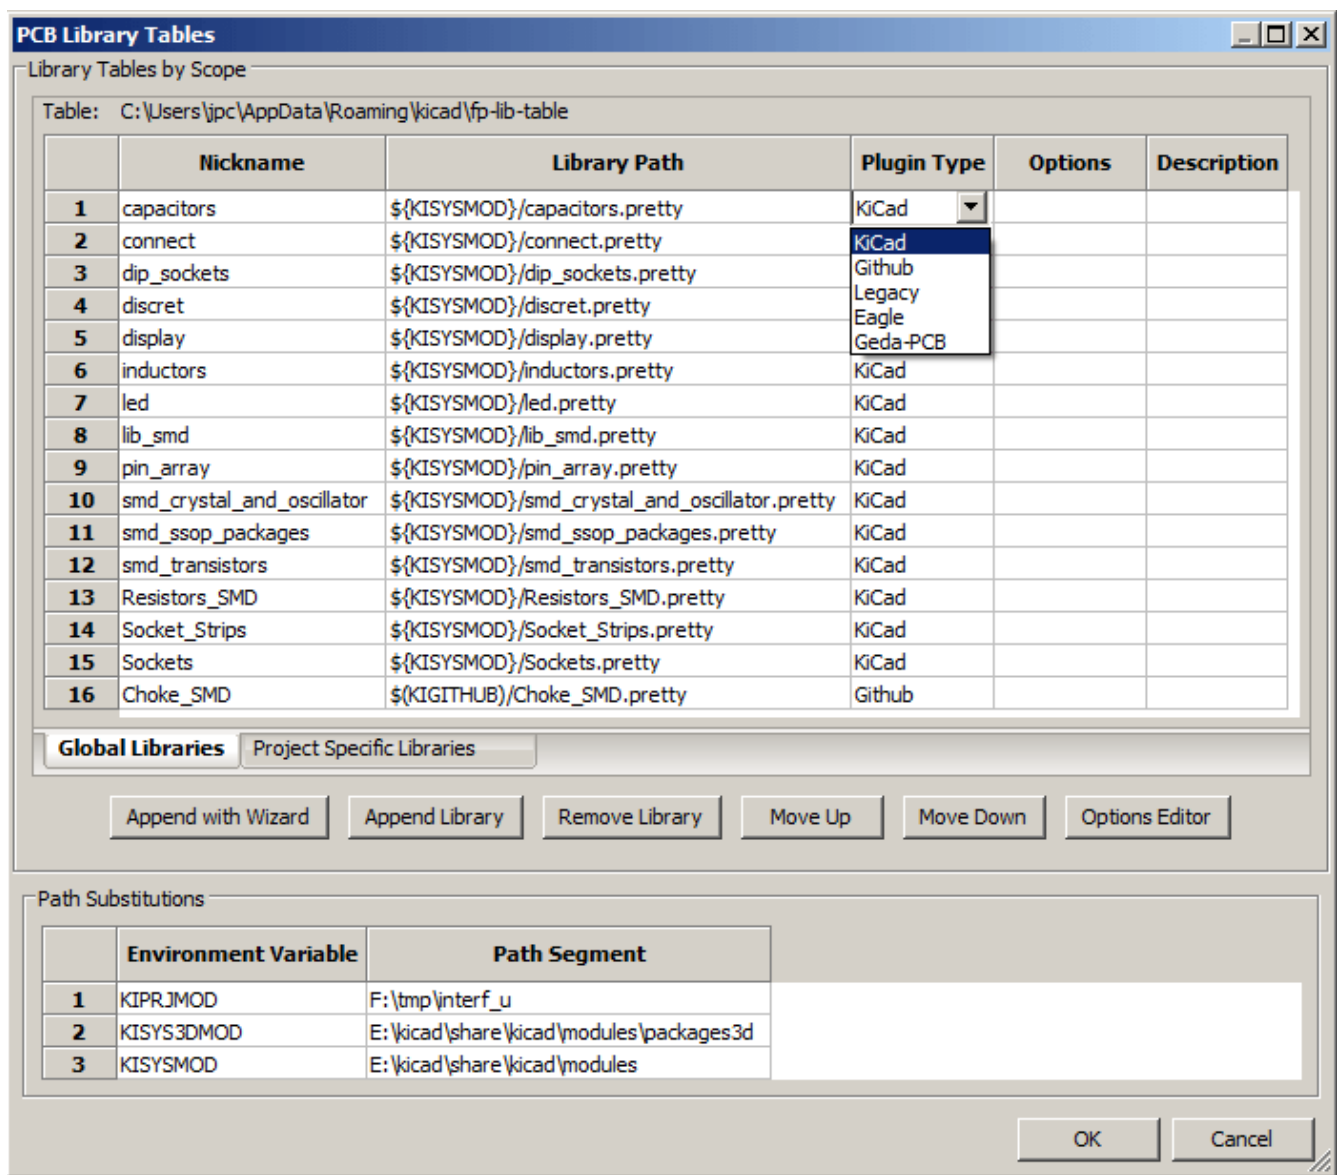 PCB Library Tables
Library Tables by Scope
Table: C:\Users\jpc\AppData\Roaming\kicad\fp-lib-table
Nickname Library Path Plugin Type Options Description
1 capacitors ${KISYSMOD}/capacitors.pretty KiCad
2 connect ${KISYSMOD}/connect.pretty KiCad
3 dip_sockets ${KISYSMOD}/dip_sockets.pretty Github
4 discret ${KISYSMOD}/discret.pretty Legacy
Eagle
5 display ${KISYSMOD}/display.pretty Geda-PCB
6 inductors ${KISYSMOD}/inductors.pretty KiCad
7 led ${KISYSMOD}/led.pretty KiCad
8 lib_smd ${KISYSMOD}/lib_smd.pretty KiCad
9 pin_array ${KISYSMOD}/pin_array.pretty KiCad
10 smd_crystal_and_oscillator ${KISYSMOD}/smd_crystal_and_oscillator.pretty KiCad
11 smd_ssop_packages ${KISYSMOD}/smd_ssop_packages.pretty KiCad
12 smd_transistors ${KISYSMOD}/smd_transistors.pretty KiCad
13 Resistors_SMD ${KISYSMOD}/Resistors_SMD.pretty KiCad
14 Socket_Strips ${KISYSMOD}/Socket_Strips.pretty KiCad
15 Sockets ${KISYSMOD}/Sockets.pretty KiCad
16 Choke_SMD $(KIGITHUB)/Choke_SMD.pretty Github
Global Libraries Project Specific Libraries
Append with Wizard Append Library Remove Library Move Up Move Down Options Editor
Path Substitutions
Environment Variable Path Segment
1 KIPRJMOD F:\tmp\interf_u
2 KISYS3DMOD E:\kicad\share\kicad\modules\packages3d
3 KISYSMOD E:\kicad\share\kicad\modules
OK Cancel